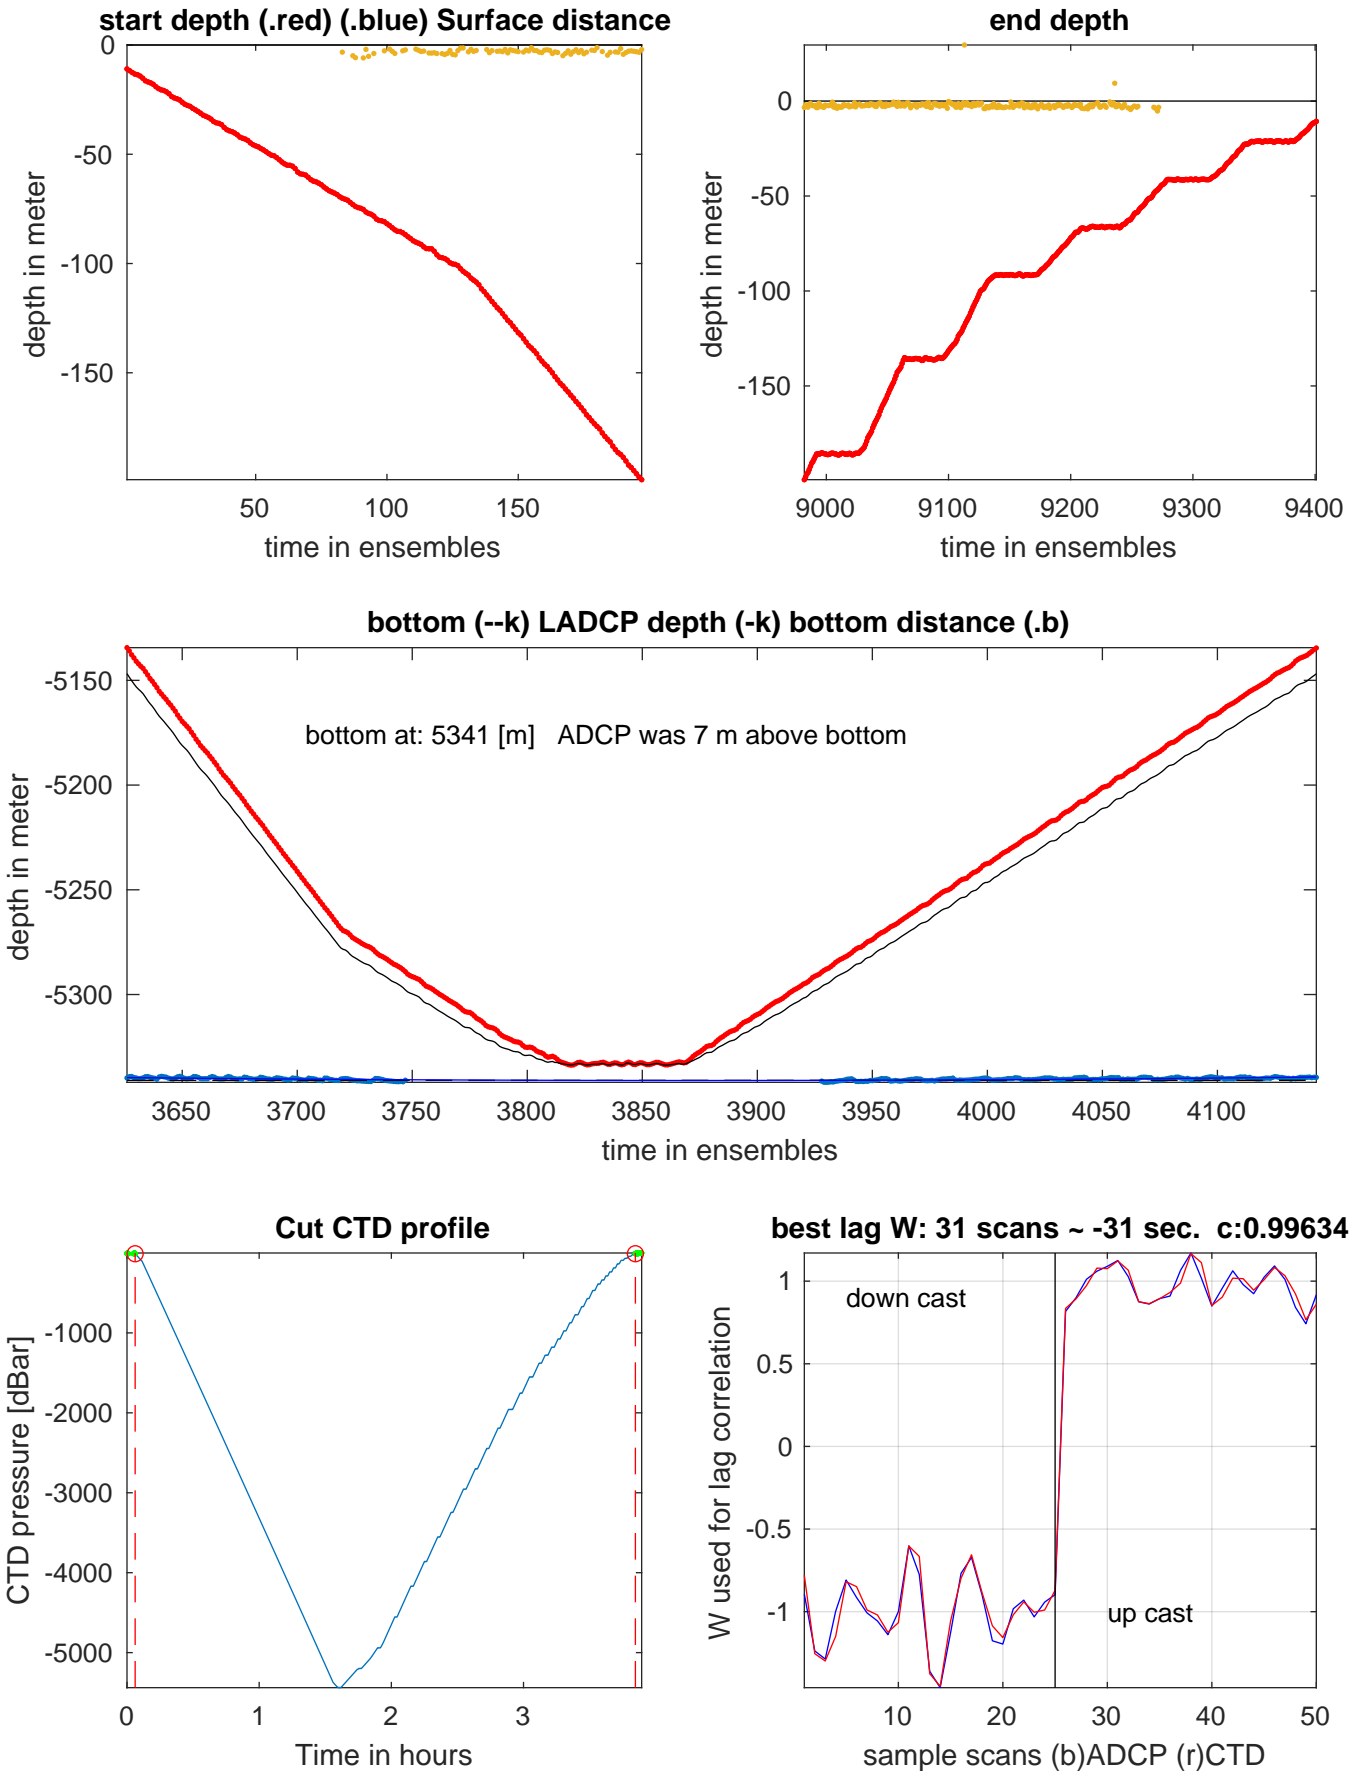 start depth (.red) (.blue) Surface distance
0
-50
-100
-150
depth in meter
50 100 150
time in ensembles
end depth
0
-50
-100
-150
depth in meter
9000 9100 9200 9300 9400
time in ensembles
bottom (--k) LADCP depth (-k) bottom distance (.b)
bottom at: 5341 [m] ADCP was 7 m above bottom
-5150
-5200
-5250
-5300
depth in meter
3650 3700 3750 3800 3850 3900 3950 4000 4050 4100
time in ensembles
Cut CTD profile
-1000
-2000
-3000
-4000
-5000
CTD pressure [dBar]
0 1 2 3
Time in hours
best lag W: 31 scans ~ -31 sec. c:0.99634
down cast
up cast
1
0.5
0
-0.5
-1
W used for lag correlation
10 20 30 40 50
sample scans (b)ADCP (r)CTD